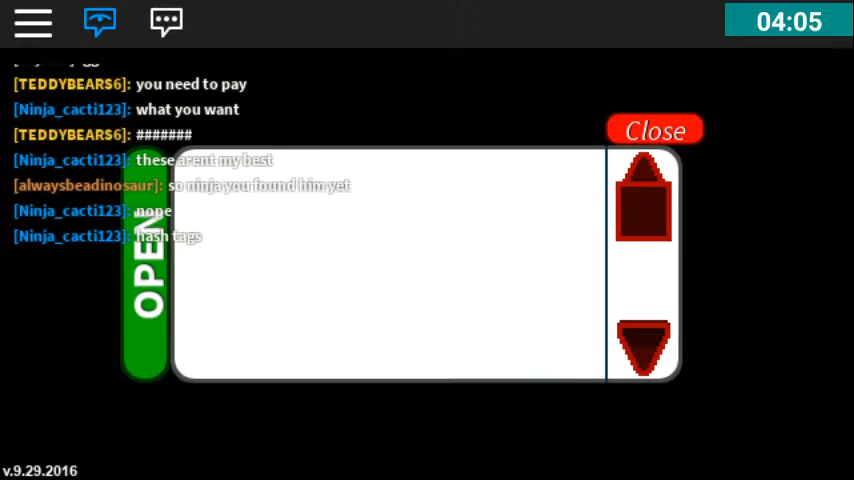 04:05
[TEDDYBEARS6]: you need to pay
[Ninja_cacti123]: what you want
[TEDDYBEARS6]: #######
[Ninja_cacti123]: these arent my best
[alwaysbeadinosaur]: so ninja you found him yet
[Ninja_cacti123]: nope
[Ninja_cacti123]: hash tags
Close
OPEN
v.9.29.2016